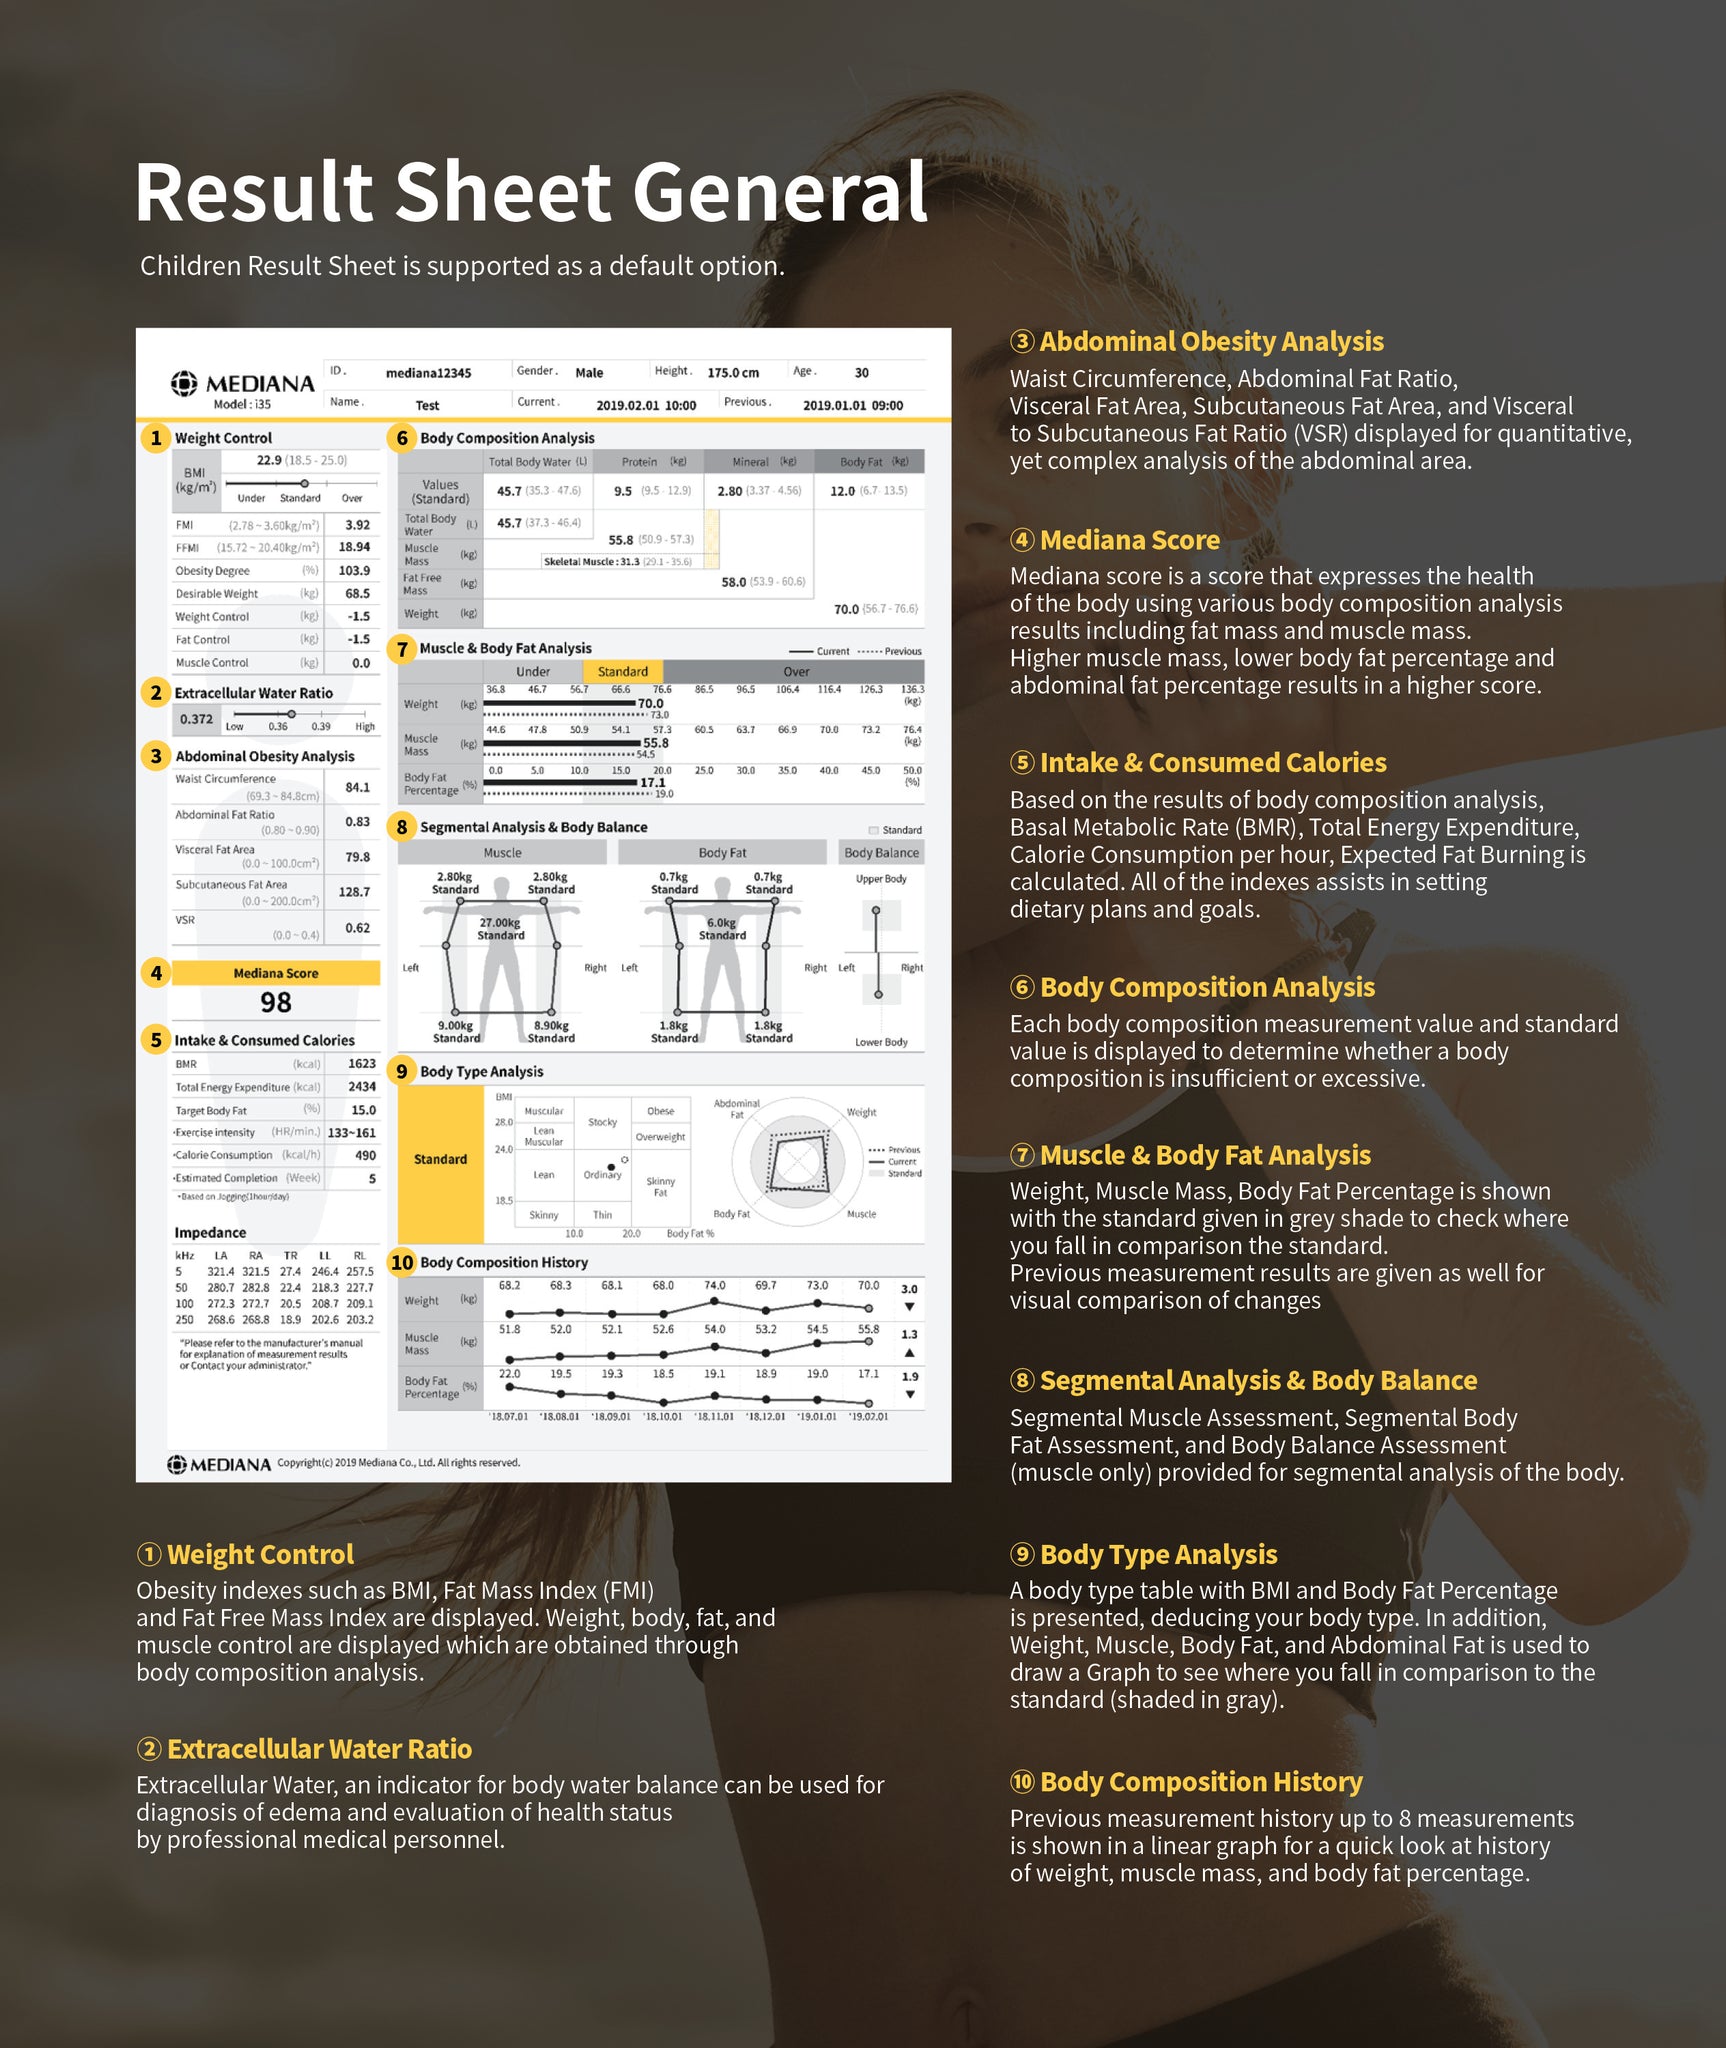 Result Sheet General
Children Result Sheet is supported as a default option.
MEDIANA
Model : i35
ID . mediana12345 Gender . Male Height . 175.0 cm Age . 30
Name . Test Current . 2019.02.01 10:00 Previous . 2019.01.01 09:00
1 Weight Control
BMI (kg/m²) 22.9 (18.5 - 25.0)
Under Standard Over
FMI (2.78 ~ 3.60kg/m²) 3.92
FFMI (15.72 ~ 20.40kg/m²) 18.94
Obesity Degree (%) 103.9
Desirable Weight (kg) 68.5
Weight Control (kg) -1.5
Fat Control (kg) -1.5
Muscle Control (kg) 0.0
2 Extracellular Water Ratio
0.372
Low 0.36 0.39 High
3 Abdominal Obesity Analysis
Waist Circumference (69.3 ~ 84.8cm) 84.1
Abdominal Fat Ratio (0.80 ~ 0.90) 0.83
Visceral Fat Area (0.0 ~ 100.0cm²) 79.8
Subcutaneous Fat Area (0.0 ~ 200.0cm²) 128.7
VSR (0.0 ~ 0.4) 0.62
4 Mediana Score
98
5 Intake & Consumed Calories
BMR (kcal) 1623
Total Energy Expenditure (kcal) 2434
Target Body Fat (%) 15.0
•Exercise intensity (HR/min.) 133~161
•Calorie Consumption (kcal/h) 490
•Estimated Completion (Week) 5
*Based on Jogging(1hour/day)
Impedance
kHz LA RA TR LL RL
5 321.4 321.5 27.4 246.4 257.5
50 280.7 282.8 22.4 218.3 227.7
100 272.3 272.7 20.5 208.7 209.1
250 268.6 268.8 18.9 202.6 203.2
"Please refer to the manufacturer's manual
for explanation of measurement results
or Contact your administrator."
6 Body Composition Analysis
Total Body Water (L) Protein (kg) Mineral (kg) Body Fat (kg)
Values (Standard) 45.7 (35.3 - 47.6) 9.5 (9.5 - 12.9) 2.80 (3.37 - 4.56) 12.0 (6.7- 13.5)
Total Body Water (L) 45.7 (37.3 - 46.4)
Muscle Mass (kg) 55.8 (50.9 - 57.3)
Skeletal Muscle : 31.3 (29.1 - 35.6)
Fat Free Mass (kg) 58.0 (53.9 - 60.6)
Weight (kg) 70.0 (56.7 - 76.6)
7 Muscle & Body Fat Analysis
Current Previous
Under Standard Over
36.8 46.7 56.7 66.6 76.6 86.5 96.5 106.4 116.4 126.3 136.3
Weight (kg) 70.0 (kg)
73.0
44.6 47.8 50.9 54.1 57.3 60.5 63.7 66.9 70.0 73.2 76.4
Muscle Mass (kg) 55.8 (kg)
54.5
0.0 5.0 10.0 15.0 20.0 25.0 30.0 35.0 40.0 45.0 50.0
Body Fat Percentage (%) 17.1 (%)
19.0
8 Segmental Analysis & Body Balance
Standard
Muscle Body Fat Body Balance
2.80kg 2.80kg 0.7kg 0.7kg Upper Body
Standard Standard Standard Standard
27.00kg 6.0kg
Standard Standard
Left Right Left Right Left Right
9.00kg 8.90kg 1.8kg 1.8kg
Standard Standard Standard Standard
Lower Body
9 Body Type Analysis
Standard
BMI
28.0
24.0
18.5
Muscular Stocky Obese
Lean Muscular Overweight
Lean Ordinary Skinny Fat
Skinny Thin
10.0 20.0 Body Fat %
Abdominal Fat Weight
Previous
Current
Standard
Body Fat Muscle
10 Body Composition History
68.2 68.3 68.1 68.0 74.0 69.7 73.0 70.0
Weight (kg) 3.0 ▼
51.8 52.0 52.1 52.6 54.0 53.2 54.5 55.8
Muscle Mass (kg) 1.3 ▲
22.0 19.5 19.3 18.5 19.1 18.9 19.0 17.1
Body Fat Percentage (%) 1.9 ▼
'18.07.01 '18.08.01 '18.09.01 '18.10.01 '18.11.01 '18.12.01 '19.01.01 '19.02.01
MEDIANA Copyright(c) 2019 Mediana Co., Ltd. All rights reserved.
① Weight Control
Obesity indexes such as BMI, Fat Mass Index (FMI)
and Fat Free Mass Index are displayed. Weight, body, fat, and
muscle control are displayed which are obtained through
body composition analysis.
② Extracellular Water Ratio
Extracellular Water, an indicator for body water balance can be used for
diagnosis of edema and evaluation of health status
by professional medical personnel.
③ Abdominal Obesity Analysis
Waist Circumference, Abdominal Fat Ratio,
Visceral Fat Area, Subcutaneous Fat Area, and Visceral
to Subcutaneous Fat Ratio (VSR) displayed for quantitative,
yet complex analysis of the abdominal area.
④ Mediana Score
Mediana score is a score that expresses the health
of the body using various body composition analysis
results including fat mass and muscle mass.
Higher muscle mass, lower body fat percentage and
abdominal fat percentage results in a higher score.
⑤ Intake & Consumed Calories
Based on the results of body composition analysis,
Basal Metabolic Rate (BMR), Total Energy Expenditure,
Calorie Consumption per hour, Expected Fat Burning is
calculated. All of the indexes assists in setting
dietary plans and goals.
⑥ Body Composition Analysis
Each body composition measurement value and standard
value is displayed to determine whether a body
composition is insufficient or excessive.
⑦ Muscle & Body Fat Analysis
Weight, Muscle Mass, Body Fat Percentage is shown
with the standard given in grey shade to check where
you fall in comparison the standard.
Previous measurement results are given as well for
visual comparison of changes
⑧ Segmental Analysis & Body Balance
Segmental Muscle Assessment, Segmental Body
Fat Assessment, and Body Balance Assessment
(muscle only) provided for segmental analysis of the body.
⑨ Body Type Analysis
A body type table with BMI and Body Fat Percentage
is presented, deducing your body type. In addition,
Weight, Muscle, Body Fat, and Abdominal Fat is used to
draw a Graph to see where you fall in comparison to the
standard (shaded in gray).
⑩ Body Composition History
Previous measurement history up to 8 measurements
is shown in a linear graph for a quick look at history
of weight, muscle mass, and body fat percentage.